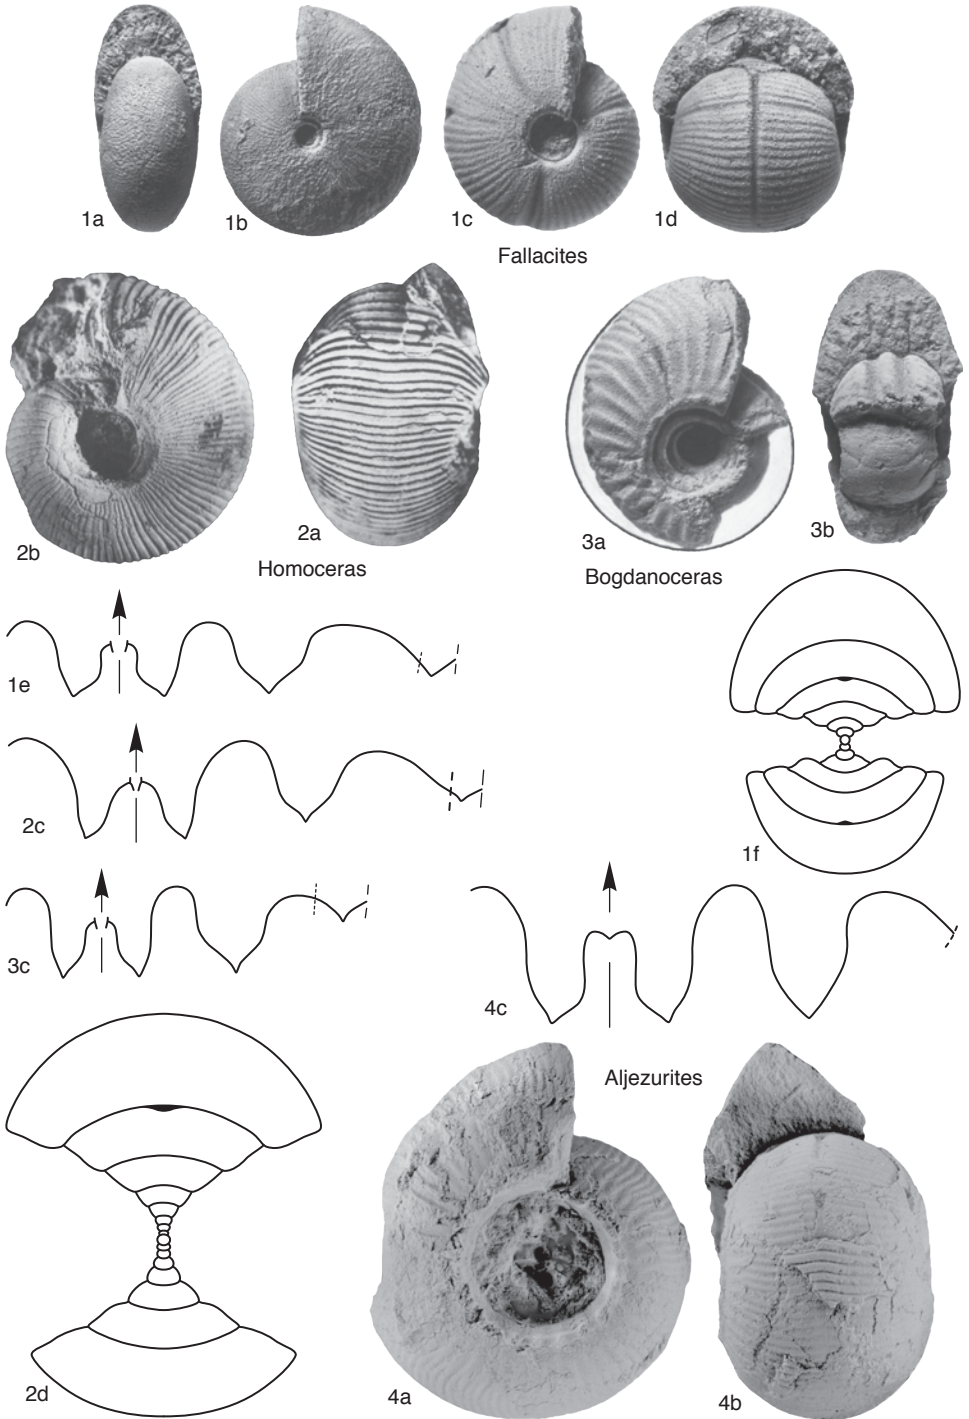 1a
1b
1c
1d
Fallacites
2b
2a
Homoceras
3a
3b
Bogdanoceras
1e
2c
1f
3c
4c
2d
Aljezurites
4a
4b